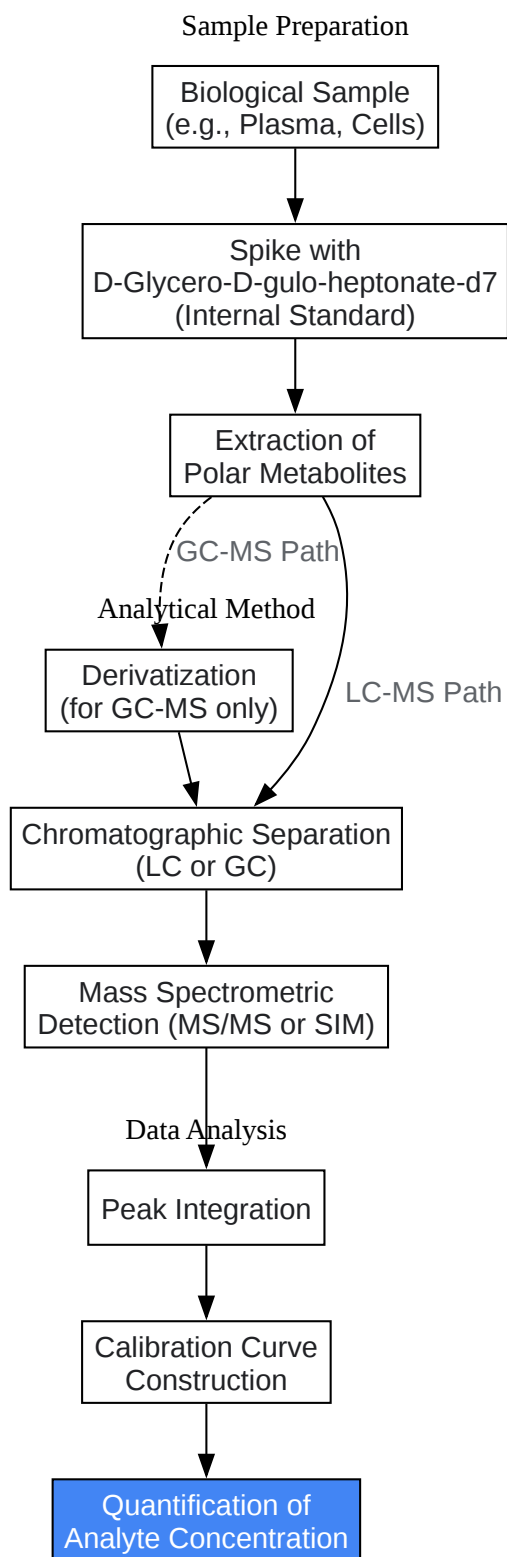 Sample Preparation
Biological Sample
(e.g., Plasma, Cells)
Spike with
D-Glycero-D-gulo-heptonate-d7
(Internal Standard)
Extraction of
Polar Metabolites
GC-MS Path
Analytical Method
Derivatization
(for GC-MS only)
LC-MS Path
Chromatographic Separation
(LC or GC)
Mass Spectrometric
Detection (MS/MS or SIM)
Data Analysis
Peak Integration
Calibration Curve
Construction
Quantification of
Analyte Concentration